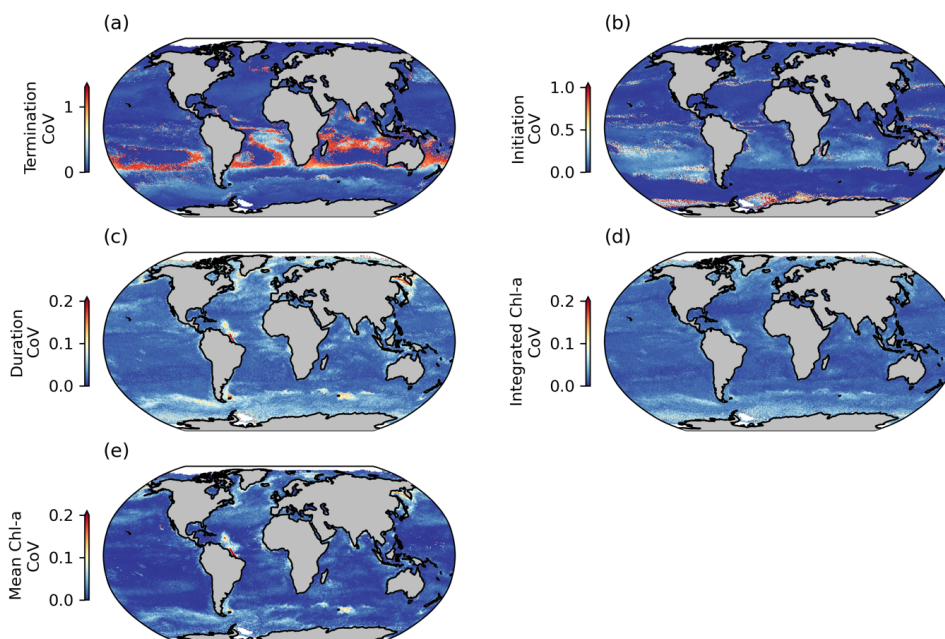 (a)
Termination
CoV
1
0
(b)
Initiation
CoV
1.0
0.5
0.0
(c)
Duration
CoV
0.2
0.1
0.0
(d)
Integrated Chl-a
CoV
0.2
0.1
0.0
(e)
Mean Chl-a
CoV
0.2
0.1
0.0